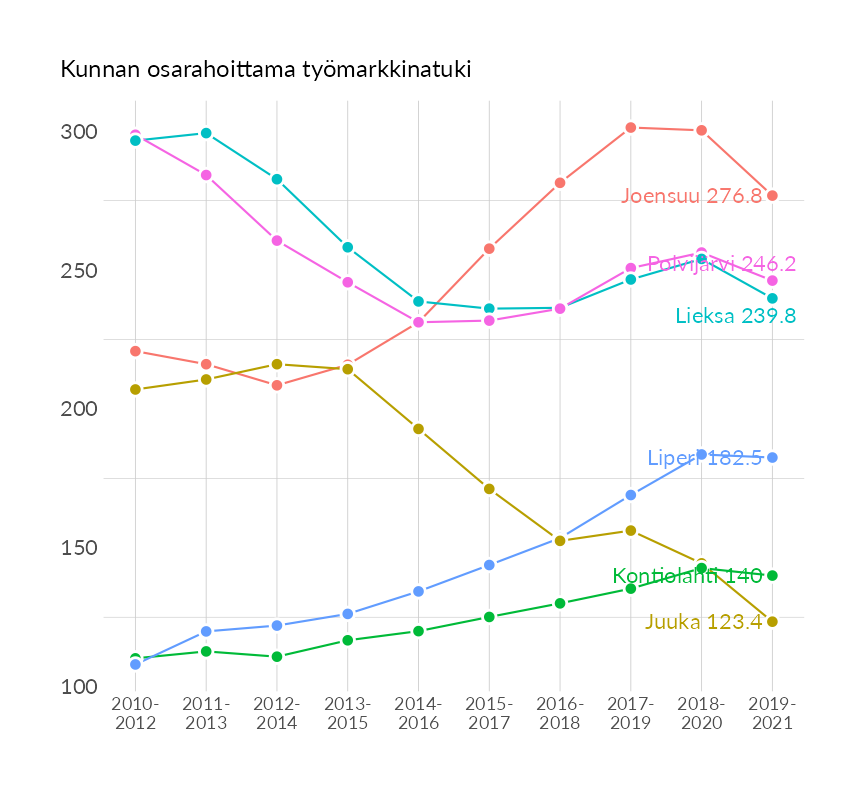 Kunnan osarahoittama työmarkkinatuki
300
Joensuu 276.8
Polvijärvi 246.2
250
Lieksa 239.8
200
Liperi 182.5
150
Kontiolahti 140
Juuka 123.4
100
2010- 2011- 2012- 2013- 2014- 2015- 2016- 2017- 2018- 2019-
2012 2013 2014 2015 2016 2017 2018 2019 2020 2021